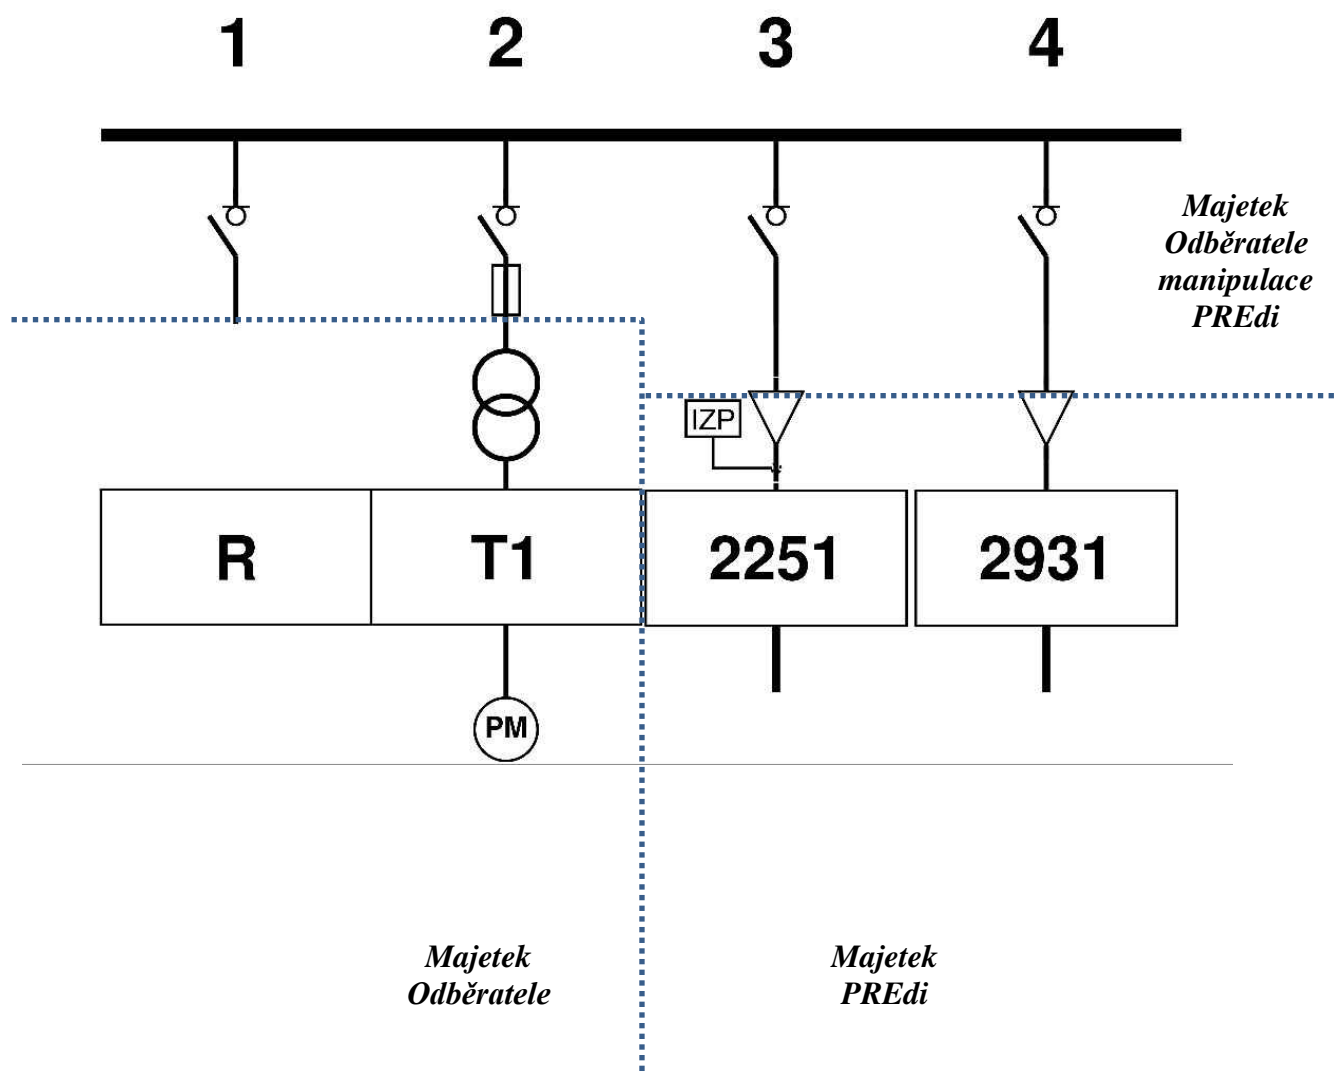 1 2 3 4
Majetek
Odběratele
manipulace
PREdi
IZP
R T1 2251 2931
PM
Majetek
Odběratele
Majetek
PREdi